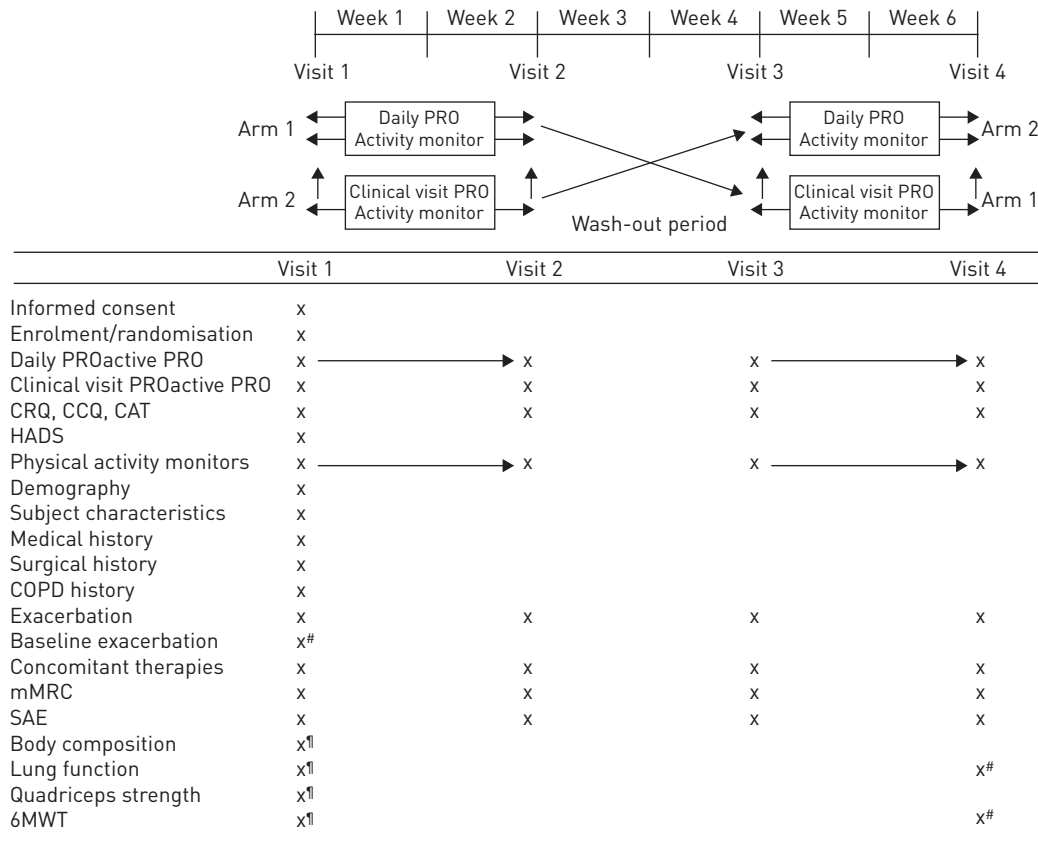 Week 1 Week 2 Week 3 Week 4 Week 5 Week 6
Visit 1 Visit 2 Visit 3 Visit 4
Arm 1 Daily PRO Daily PRO Arm 2
Activity monitor Activity monitor
Arm 2 Clinical visit PRO Clinical visit PRO Arm 1
Activity monitor Activity monitor
Wash-out period
Visit 1 Visit 2 Visit 3 Visit 4
Informed consent x
Enrolment/randomisation x
Daily PROactive PRO x x x x
Clinical visit PROactive PRO x x x x
CRQ, CCQ, CAT x x x x
HADS x
Physical activity monitors x x x x
Demography x
Subject characteristics x
Medical history x
Surgical history x
COPD history x
Exacerbation x x x x
Baseline exacerbation x#
Concomitant therapies x x x x
mMRC x x x x
SAE x x x x
Body composition x¶
Lung function x¶ x#
Quadriceps strength x¶
6MWT x¶ x#